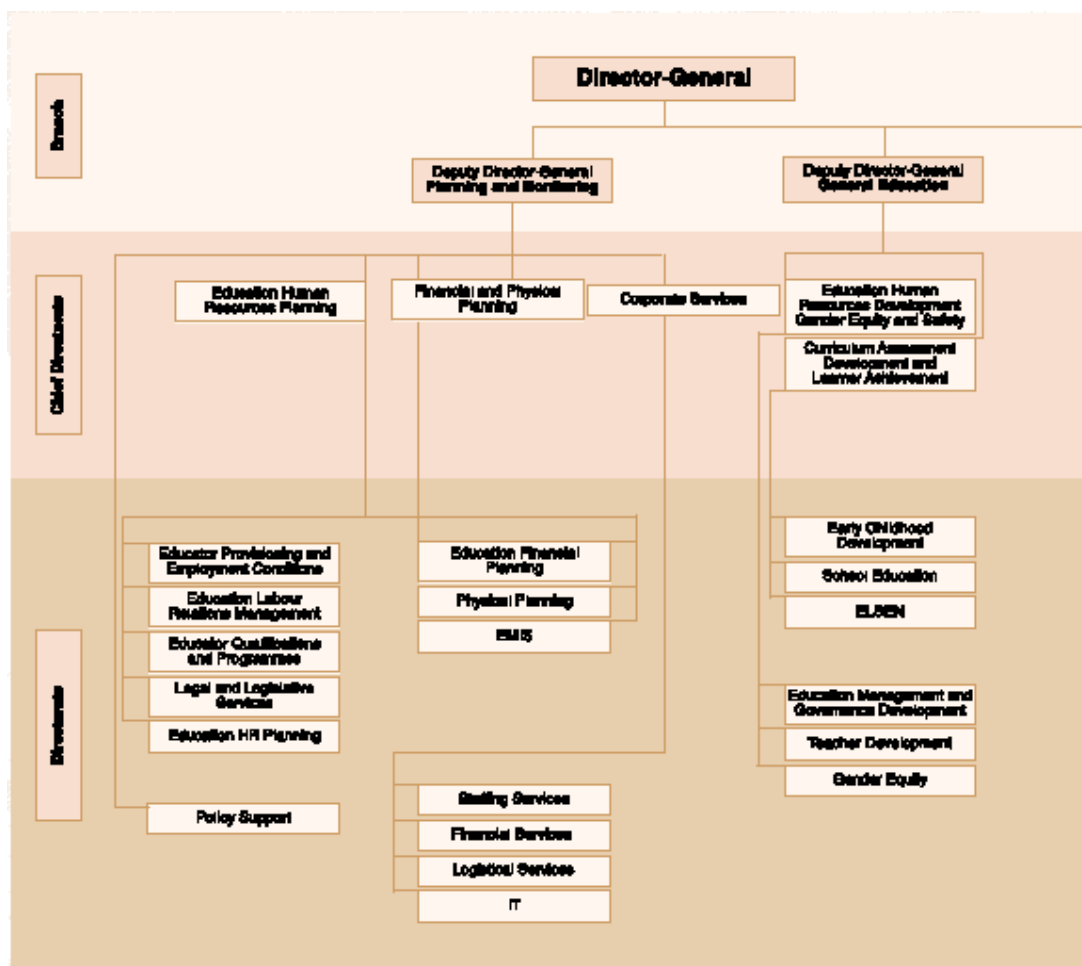 Director-General
Branch
Deputy Director-General
Planning and Monitoring
Deputy Director-General
General Education
Chief Directorate
Education Human
Resources Planning
Financial and Physical
Planning
Corporate Services
Education Human
Resources Development
Gender Equity and Safety
Curriculum Assessment
Development and
Learner Achievement
Directorate
Educator Provisioning and
Employment Conditions
Education Labour
Relations Management
Educator Qualifications
and Programmes
Legal and Legislative
Services
Education HR Planning
Policy Support
Education Financial
Planning
Physical Planning
EMIS
Staffing Services
Financial Services
Logistical Services
IT
Early Childhood
Development
School Education
ELSEN
Education Management and
Governance Development
Teacher Development
Gender Equity